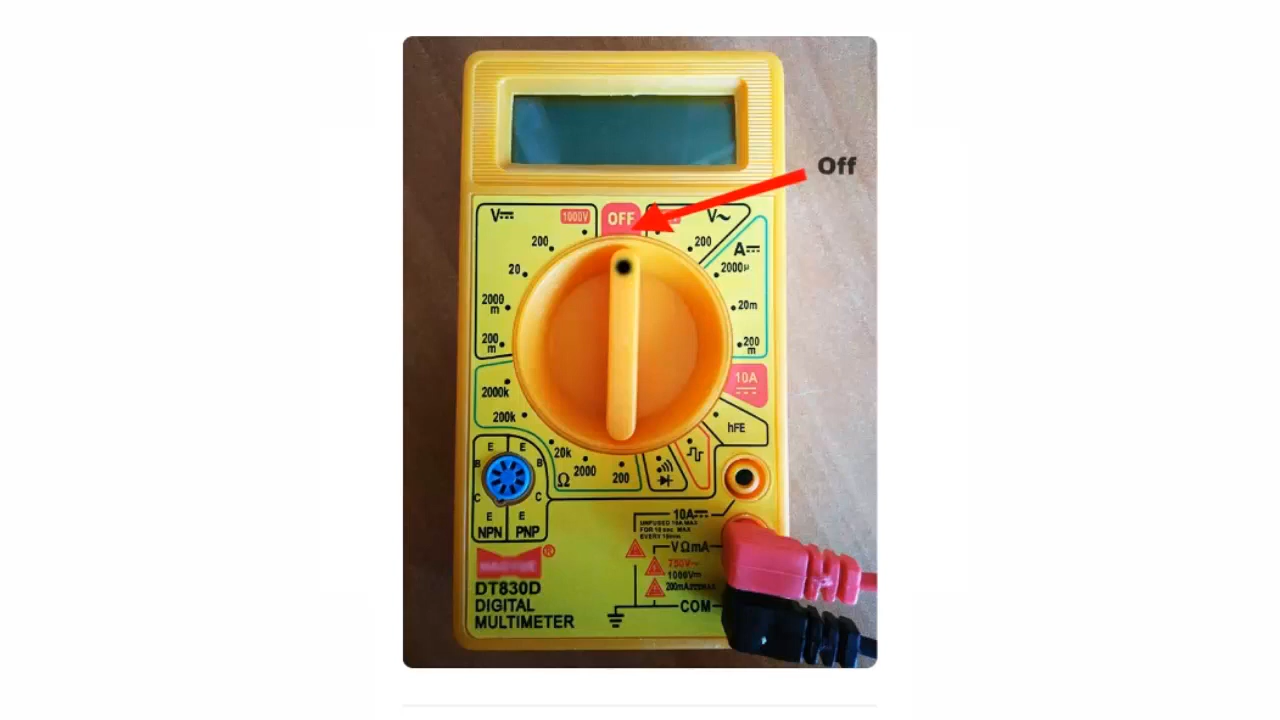 Off
V⎓ 1000V OFF V~
200 200
A⎓
20 2000µ
2000
m
20m
200
m
200
m
2000k
10A
⎓
200k
hFE
20k
2000
200
Ω
E E
B B
C C
E E
NPN PNP
10A⎓
UNFUSED 10A MAX
FOR 10 sec MAX
EVERY 15min.
VΩmA
750V~
1000V⎓
200mA⎓MAX
COM
®
DT830D
DIGITAL
MULTIMETER